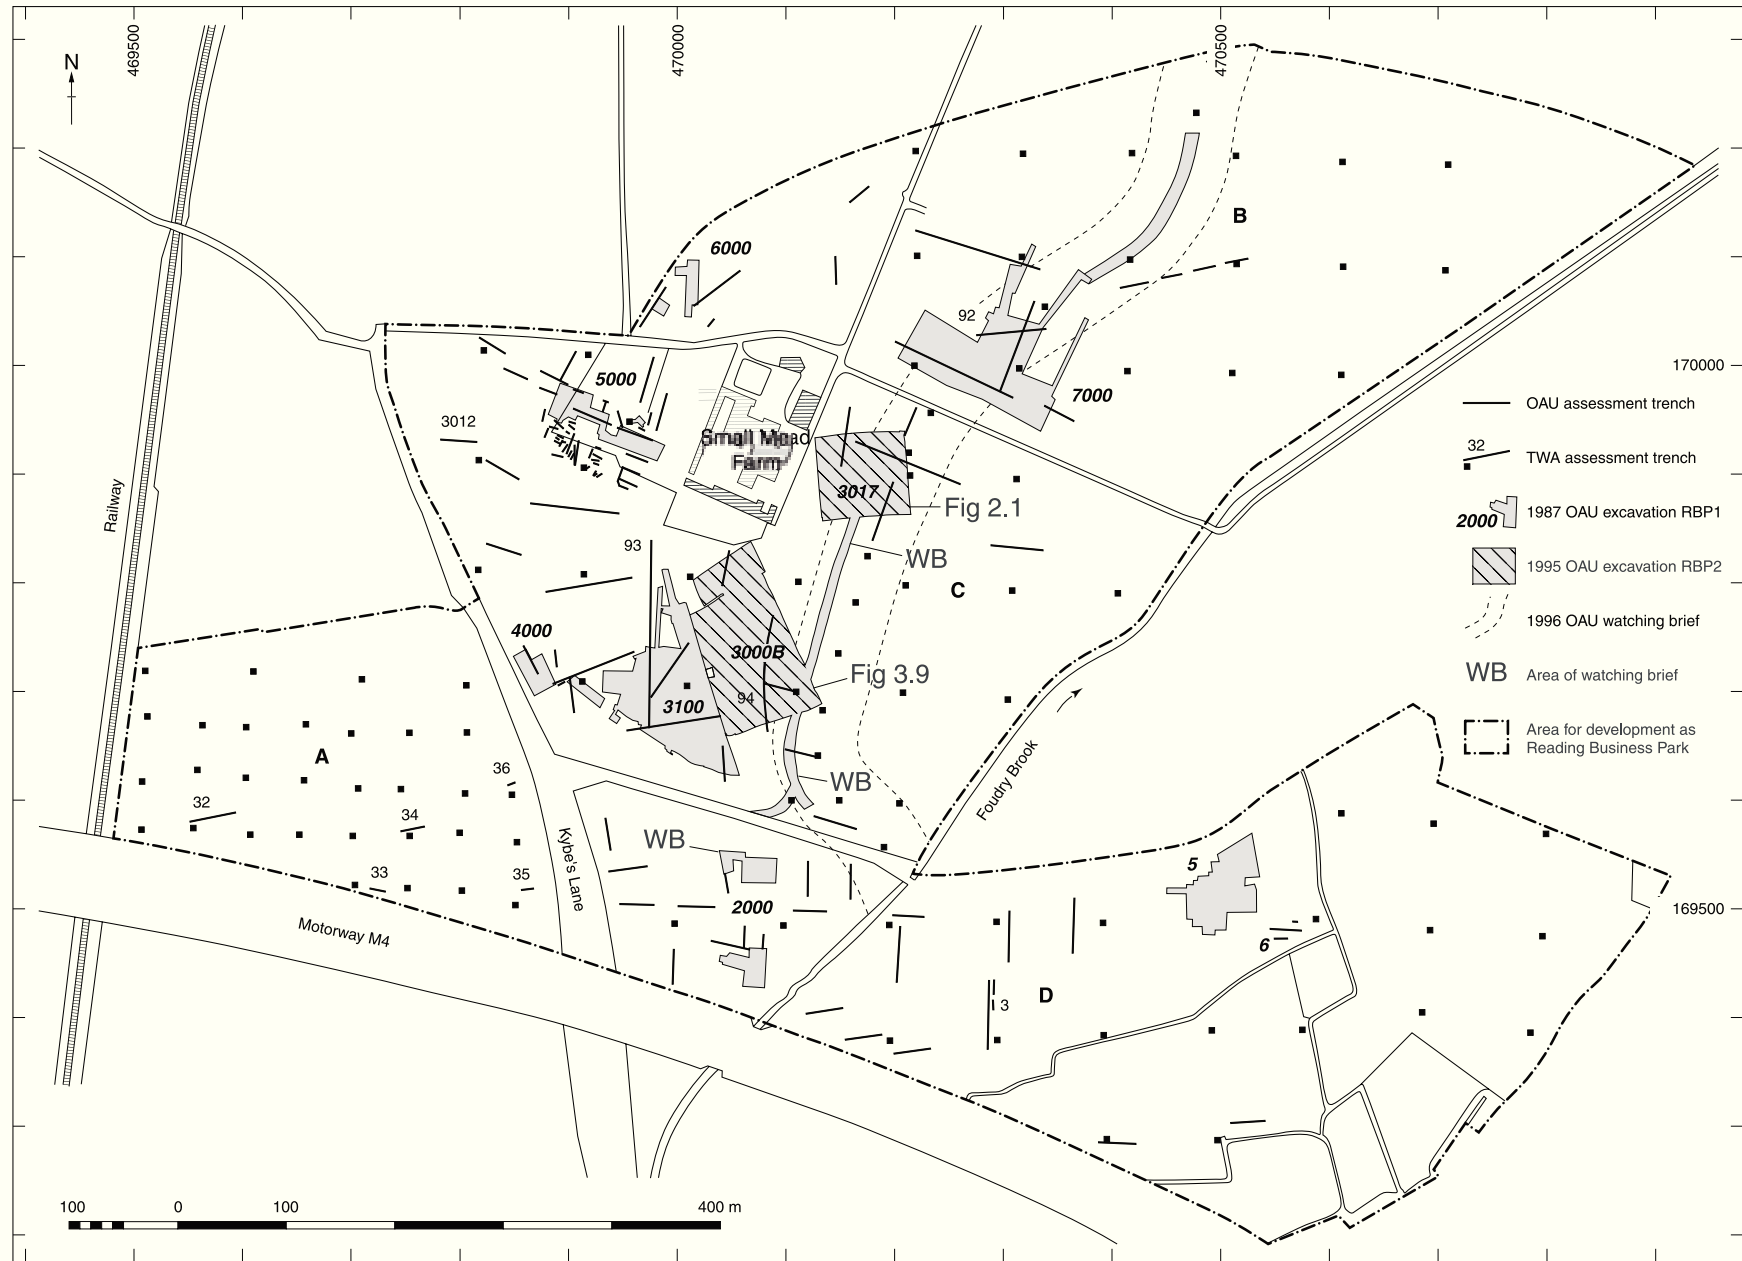 N
469500
470000
470500
6000
B
92
7000
5000
3012
Small Mead
Farm
3017
Fig 2.1
WB
93
C
4000
3000B
94
3100
Fig 3.9
WB
Railway
A
36
32
34
33
35
Kybe's Lane
Motorway M4
WB
2000
Foudry Brook
5
6
D
3
170000
169500
OAU assessment trench
32
TWA assessment trench
2000
1987 OAU excavation RBP1
1995 OAU excavation RBP2
1996 OAU watching brief
WB
Area of watching brief
Area for development as
Reading Business Park
100 0 100 400 m